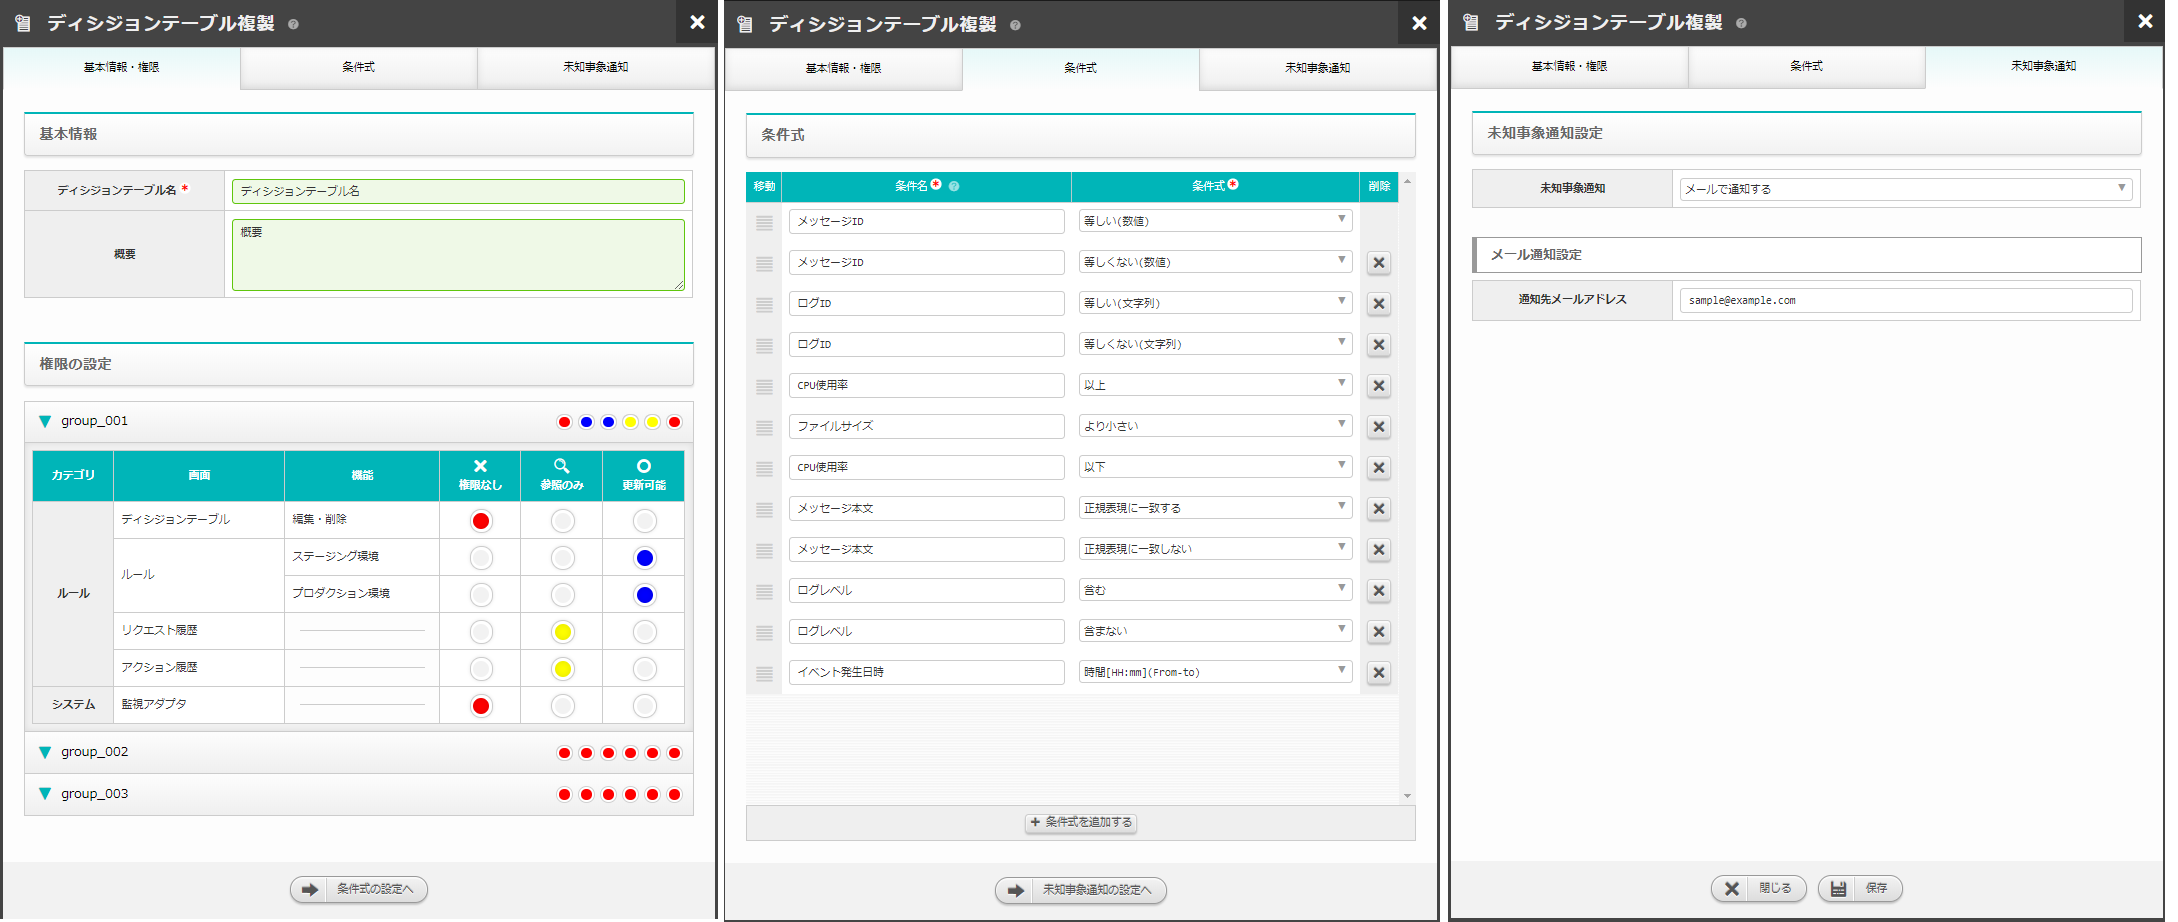 ディシジョンテーブル複製
基本情報・権限
条件式
未知事象通知
基本情報
ディシジョンテーブル名 *
ディシジョンテーブル名
概要
概要
権限の設定
group_001
カテゴリ
画面
機能
権限なし
参照のみ
更新可能
ルール
ディシジョンテーブル
編集・削除
ルール
ステージング環境
プロダクション環境
リクエスト履歴
アクション履歴
システム
監視アダプタ
group_002
group_003
条件式の設定へ
ディシジョンテーブル複製
基本情報・権限
条件式
未知事象通知
条件式
移動
条件名*
条件式*
削除
メッセージID
等しい(数値)
メッセージID
等しくない(数値)
ログID
等しい(文字列)
ログID
等しくない(文字列)
CPU使用率
以上
ファイルサイズ
より小さい
CPU使用率
以下
メッセージ本文
正規表現に一致する
メッセージ本文
正規表現に一致しない
ログレベル
含む
ログレベル
含まない
イベント発生日時
時間[HH:mm](From-to)
+ 条件式を追加する
未知事象通知の設定へ
ディシジョンテーブル複製
基本情報・権限
条件式
未知事象通知
未知事象通知設定
未知事象通知
メールで通知する
メール通知設定
通知先メールアドレス
sample@example.com
閉じる
保存